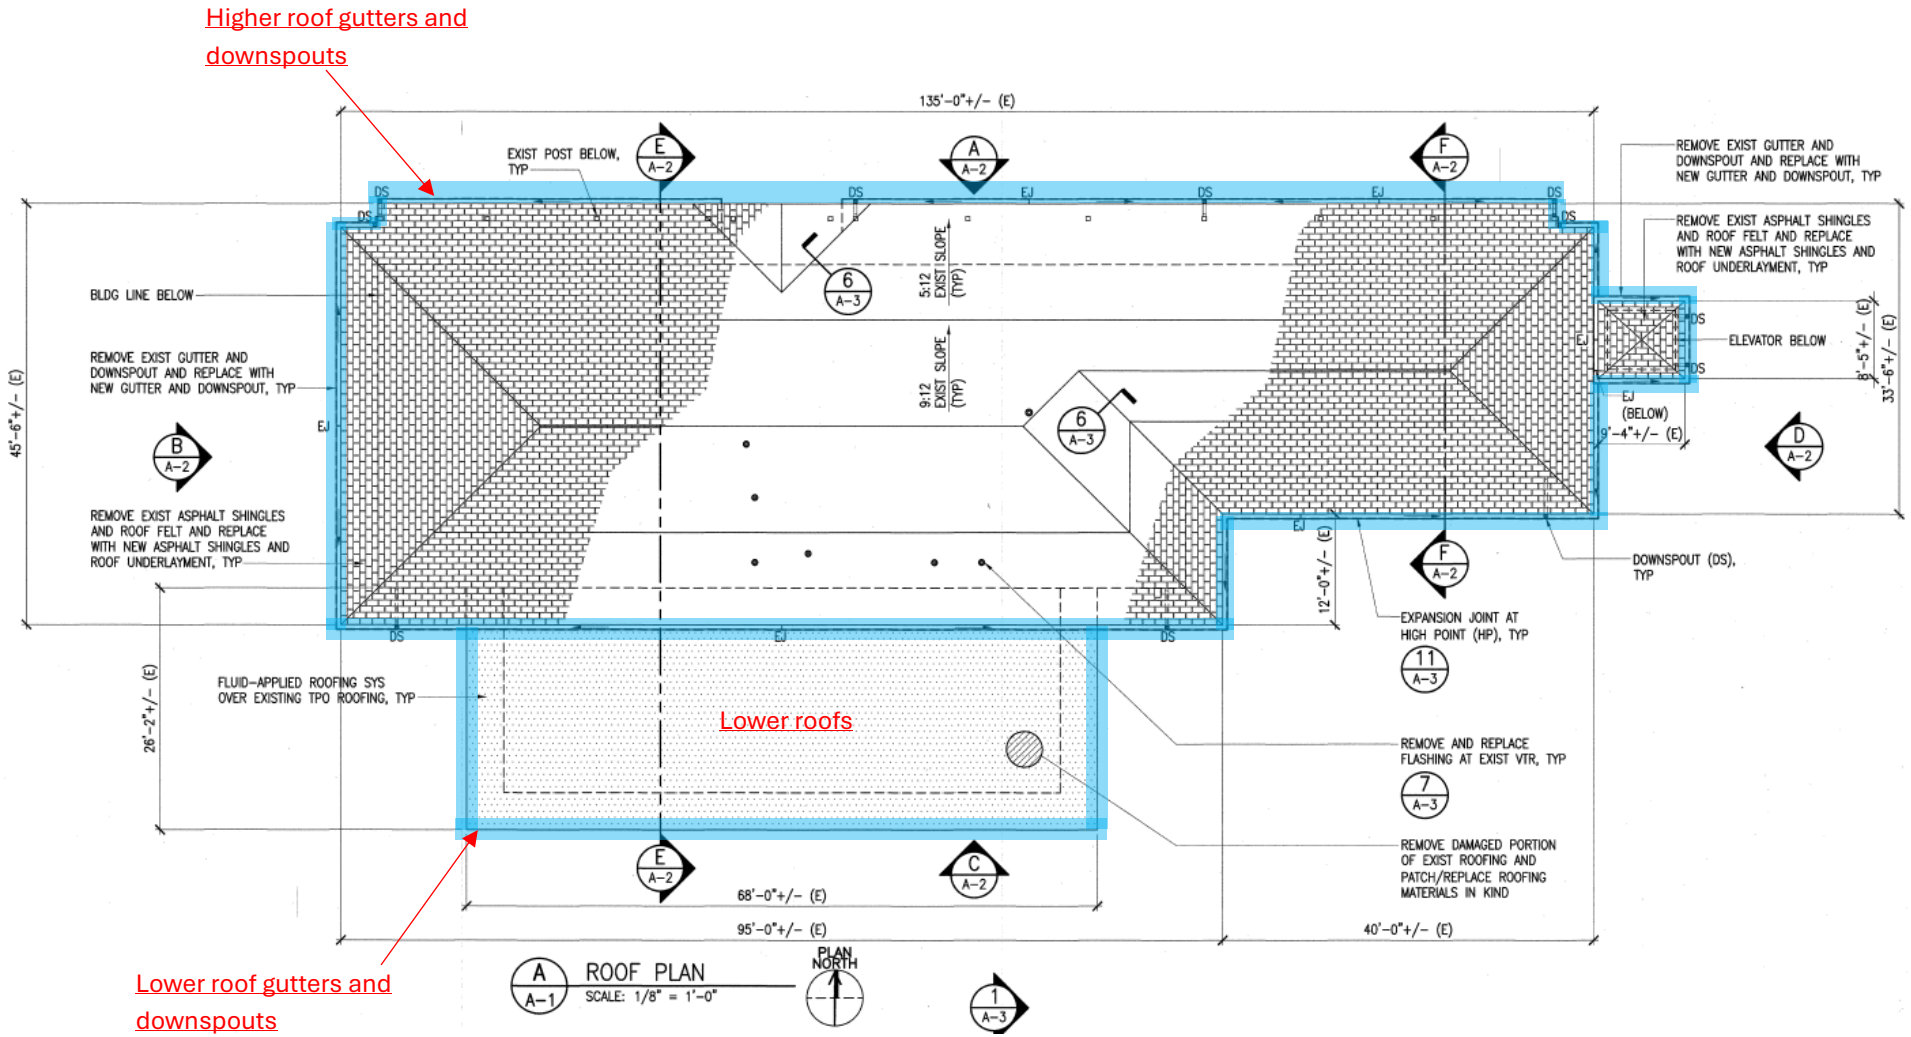 Higher roof gutters and
downspouts
135'-0"+/- (E)
E
A-2
A
A-2
F
A-2
EXIST POST BELOW,
TYP
REMOVE EXIST GUTTER AND
DOWNSPOUT AND REPLACE WITH
NEW GUTTER AND DOWNSPOUT, TYP
DS
DS
EJ
DS
EJ
DS
DS
DS
REMOVE EXIST ASPHALT SHINGLES
AND ROOF FELT AND REPLACE
WITH NEW ASPHALT SHINGLES AND
ROOF UNDERLAYMENT, TYP
5:12
EXIST SLOPE
(TYP)
6
A-3
BLDG LINE BELOW
DS
EJ
ELEVATOR BELOW
8'-5"+/- (E)
33'-6"+/- (E)
REMOVE EXIST GUTTER AND
DOWNSPOUT AND REPLACE WITH
NEW GUTTER AND DOWNSPOUT, TYP
9:12
EXIST SLOPE
(TYP)
DS
EJ
(BELOW)
9'-4"+/- (E)
45'-6"+/- (E)
EJ
6
A-3
B
A-2
D
A-2
REMOVE EXIST ASPHALT SHINGLES
AND ROOF FELT AND REPLACE
WITH NEW ASPHALT SHINGLES AND
ROOF UNDERLAYMENT, TYP
EJ
12'-0"+/- (E)
F
A-2
DOWNSPOUT (DS),
TYP
EXPANSION JOINT AT
HIGH POINT (HP), TYP
11
A-3
DS
EJ
DS
26'-2"+/- (E)
FLUID-APPLIED ROOFING SYS
OVER EXISTING TPO ROOFING, TYP
Lower roofs
REMOVE AND REPLACE
FLASHING AT EXIST VTR, TYP
7
A-3
REMOVE DAMAGED PORTION
OF EXIST ROOFING AND
PATCH/REPLACE ROOFING
MATERIALS IN KIND
E
A-2
C
A-2
68'-0"+/- (E)
95'-0"+/- (E)
40'-0"+/- (E)
Lower roof gutters and
downspouts
A
A-1
ROOF PLAN
SCALE: 1/8" = 1'-0"
PLAN
NORTH
1
A-3